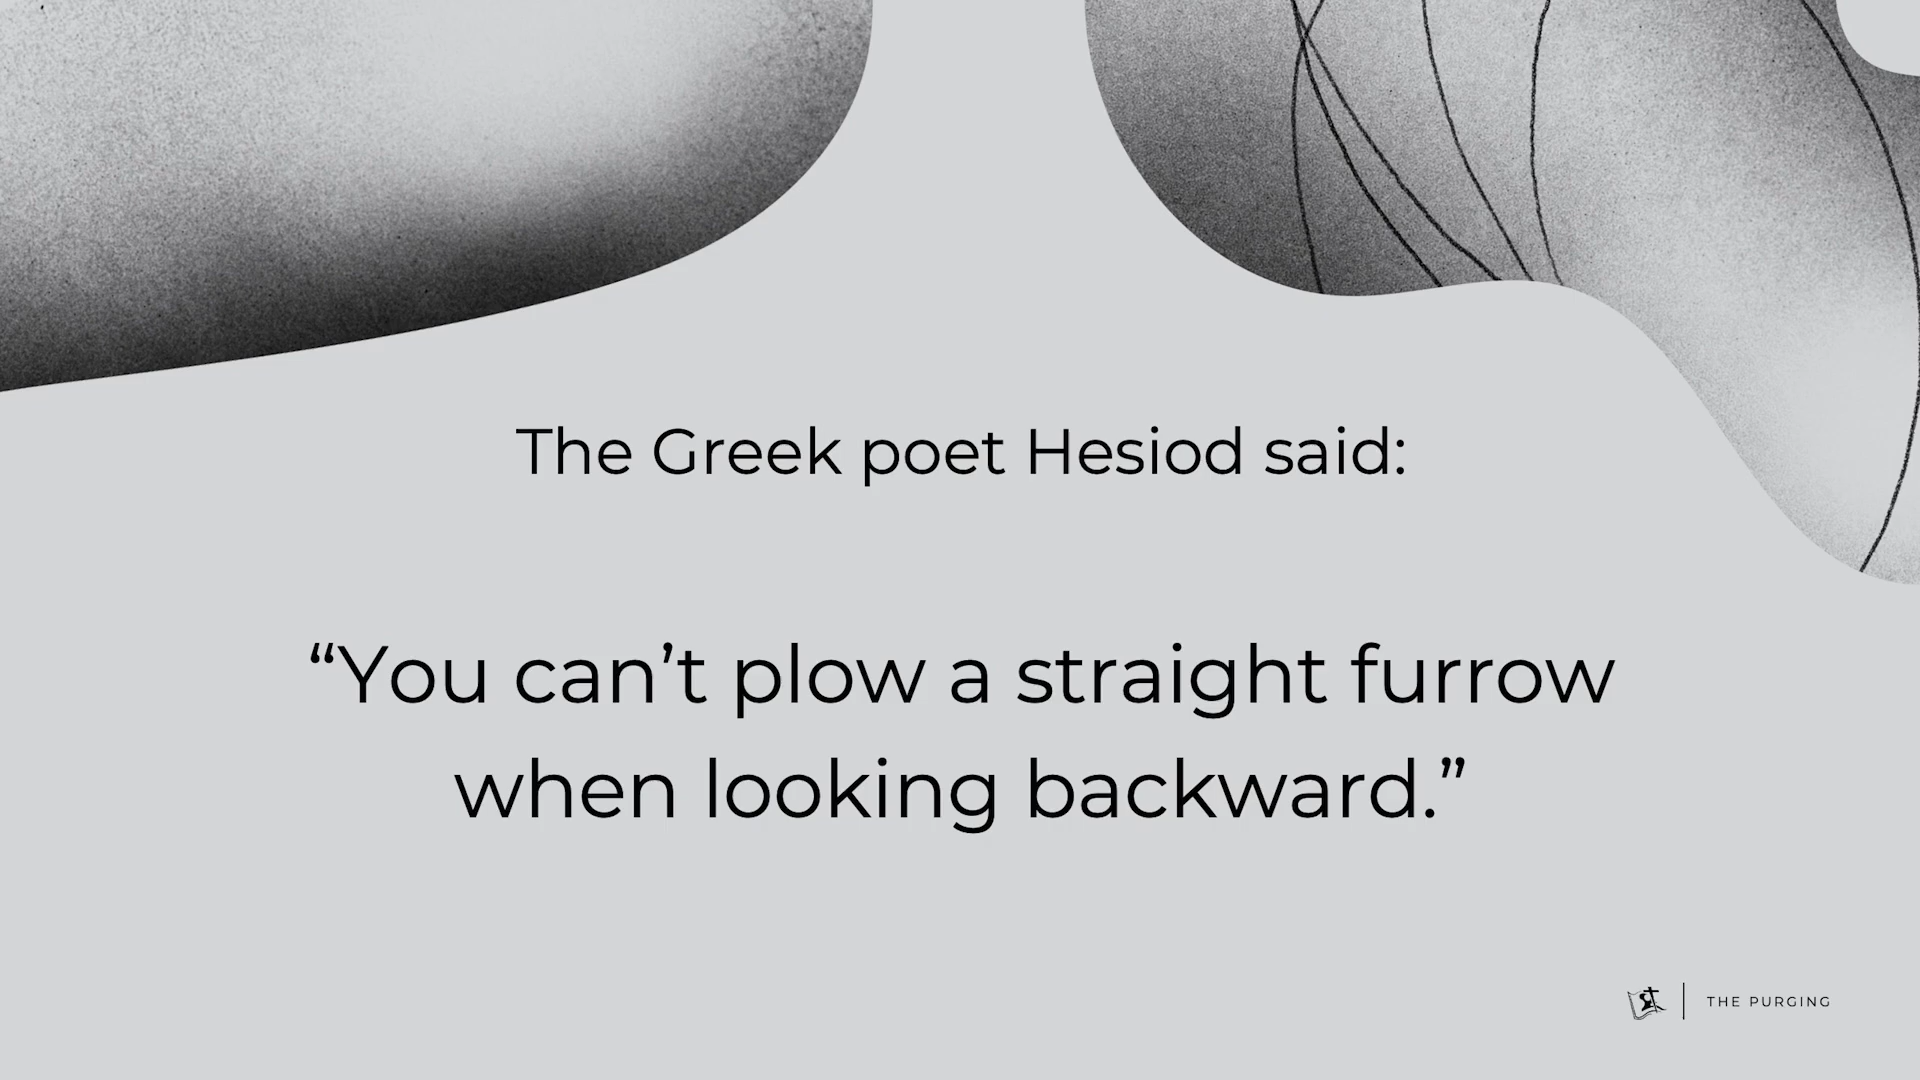 The Greek poet Hesiod said:
“You can’t plow a straight furrow
when looking backward.”
THE PURGING